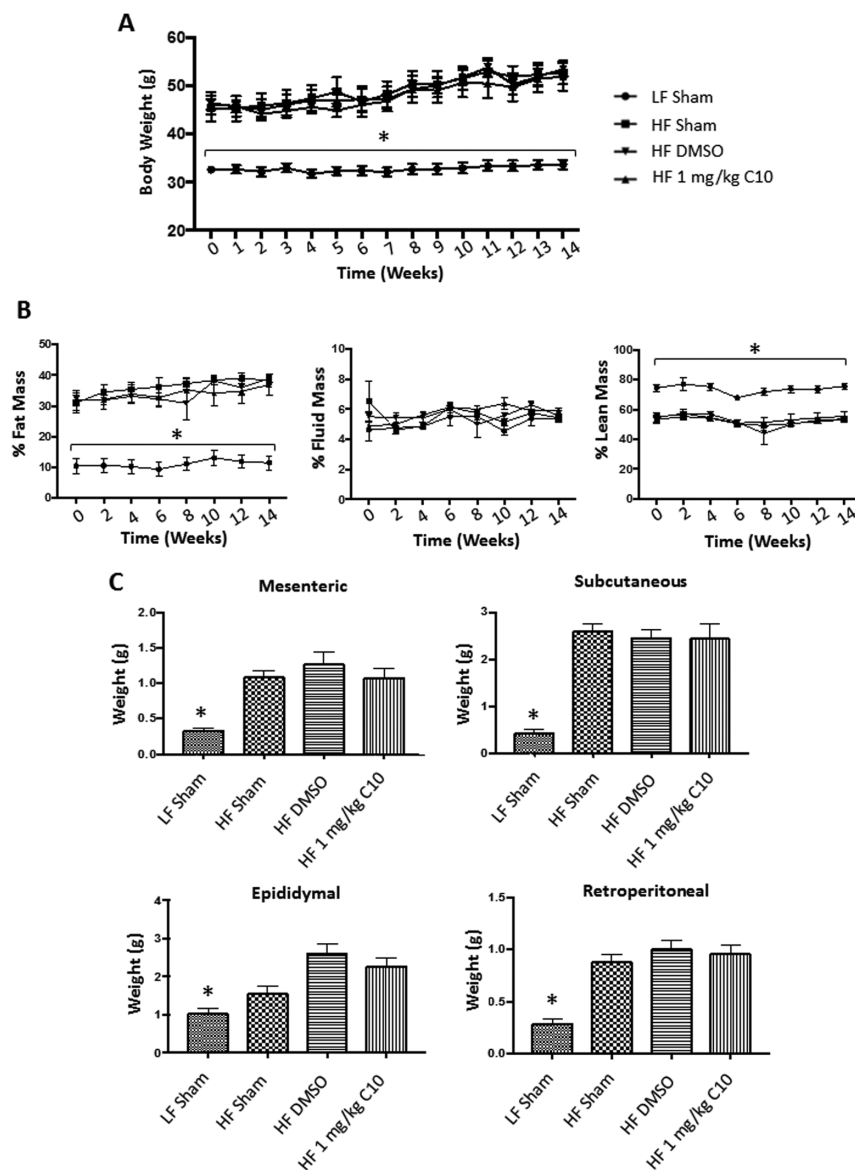 A
60
50
40
30
20
Body Weight (g)
*
0 1 2 3 4 5 6 7 8 9 10 11 12 13 14
Time (Weeks)
LF Sham
HF Sham
HF DMSO
HF 1 mg/kg C10
B
50
40
30
20
10
0
% Fat Mass
*
0 2 4 6 8 10 12 14
Time (Weeks)
10
8
6
4
2
0
% Fluid Mass
0 2 4 6 8 10 12 14
Time (Weeks)
100
80
60
40
20
0
% Lean Mass
*
0 2 4 6 8 10 12 14
Time (Weeks)
C
Mesenteric
2.0
1.5
1.0
0.5
0.0
Weight (g)
*
LF Sham
HF Sham
HF DMSO
HF 1 mg/kg C10
Subcutaneous
3
2
1
0
Weight (g)
*
LF Sham
HF Sham
HF DMSO
HF 1 mg/kg C10
Epididymal
4
3
2
1
0
Weight (g)
*
LF Sham
HF Sham
HF DMSO
HF 1 mg/kg C10
Retroperitoneal
1.5
1.0
0.5
0.0
Weight (g)
*
LF Sham
HF Sham
HF DMSO
HF 1 mg/kg C10